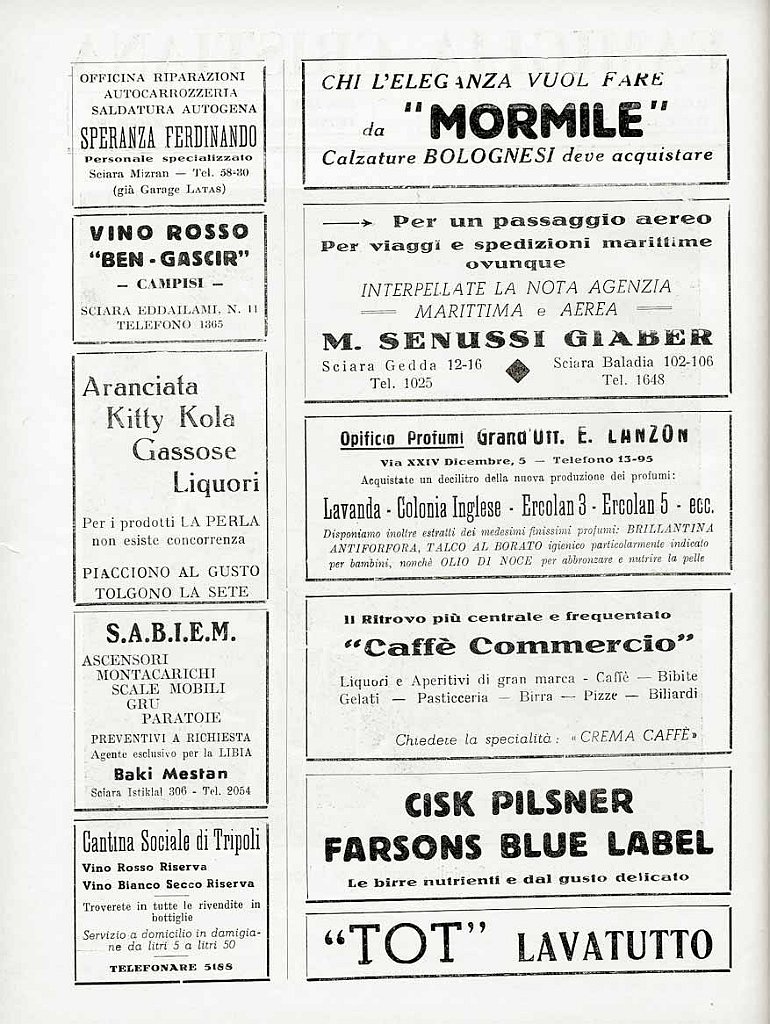 OFFICINA RIPARAZIONI
AUTOCARROZZERIA
SALDATURA AUTOGENA
SPERANZA FERDINANDO
Personale specializzato
Sciara Mizran — Tel. 58-30
(già Garage LATAS)
VINO ROSSO
"BEN - GASCIR"
— CAMPISI —
SCIARA EDDAILAMI, N. 11
TELEFONO 1365
Aranciata
Kitty Kola
Gassose
Liquori
Per i prodotti LA PERLA
non esiste concorrenza
PIACCIONO AL GUSTO
TOLGONO LA SETE
S.A.B.I.E.M.
ASCENSORI
MONTACARICHI
SCALE MOBILI
GRU
PARATOIE
PREVENTIVI A RICHIESTA
Agente esclusivo per la LIBIA
Baki Mestan
Sciara Istiklal 306 - Tel. 2054
Cantina Sociale di Tripoli
Vino Rosso Riserva
Vino Bianco Secco Riserva
Troverete in tutte le rivendite in
bottiglie
Servizio a domicilio in damigia-
ne da litri 5 a litri 50
TELEFONARE 5188
CHI L'ELEGANZA VUOL FARE
da "MORMILE"
Calzature BOLOGNESI deve acquistare
Per un passaggio aereo
Per viaggi e spedizioni marittime
ovunque
INTERPELLATE LA NOTA AGENZIA
MARITTIMA e AEREA
M. SENUSSI GIABER
Sciara Gedda 12-16 Sciara Baladia 102-106
Tel. 1025 Tel. 1648
Opificio Profumi Grand'Uff. E. LANZON
Via XXIV Dicembre, 5 — Telefono 13-95
Acquistate un decilitro della nuova produzione dei profumi:
Lavanda - Colonia Inglese - Ercolan 3 - Ercolan 5 - ecc.
Disponiamo inoltre estratti dei medesimi finissimi profumi: BRILLANTINA
ANTIFORFORA, TALCO AL BORATO igienico particolarmente indicato
per bambini, nonchè OLIO DI NOCE per abbronzare e nutrire la pelle
Il Ritrovo più centrale e frequentato
"Caffè Commercio"
Liquori e Aperitivi di gran marca - Caffè — Bibite
Gelati — Pasticceria — Birra — Pizze — Biliardi
Chiedete la specialità: «CREMA CAFFÈ»
CISK PILSNER
FARSONS BLUE LABEL
Le birre nutrienti e dal gusto delicato
"TOT" LAVATUTTO